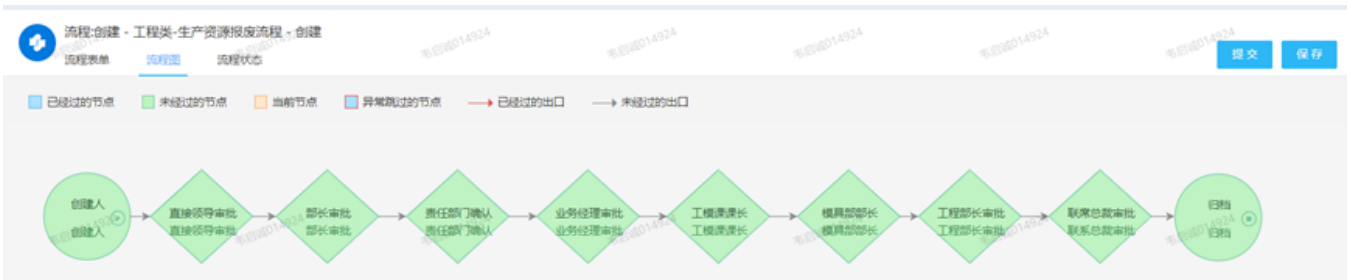 流程:创建 - 工程类-生产资源报废流程 - 创建
流程表单 流程图 流程状态
提交 保存
已经过的节点 未经过的节点 当前节点 异常跳过的节点 已经过的出口 未经过的出口
创建人 直接领导审批 部长审批 责任部门确认 业务经理审批 工模课课长 模具部部长 工程部长审批 联席总裁审批 归档
创建人 直接领导审批 部长审批 责任部门确认 业务经理审批 工模课课长 模具部部长 工程部长审批 联系总裁审批 归档